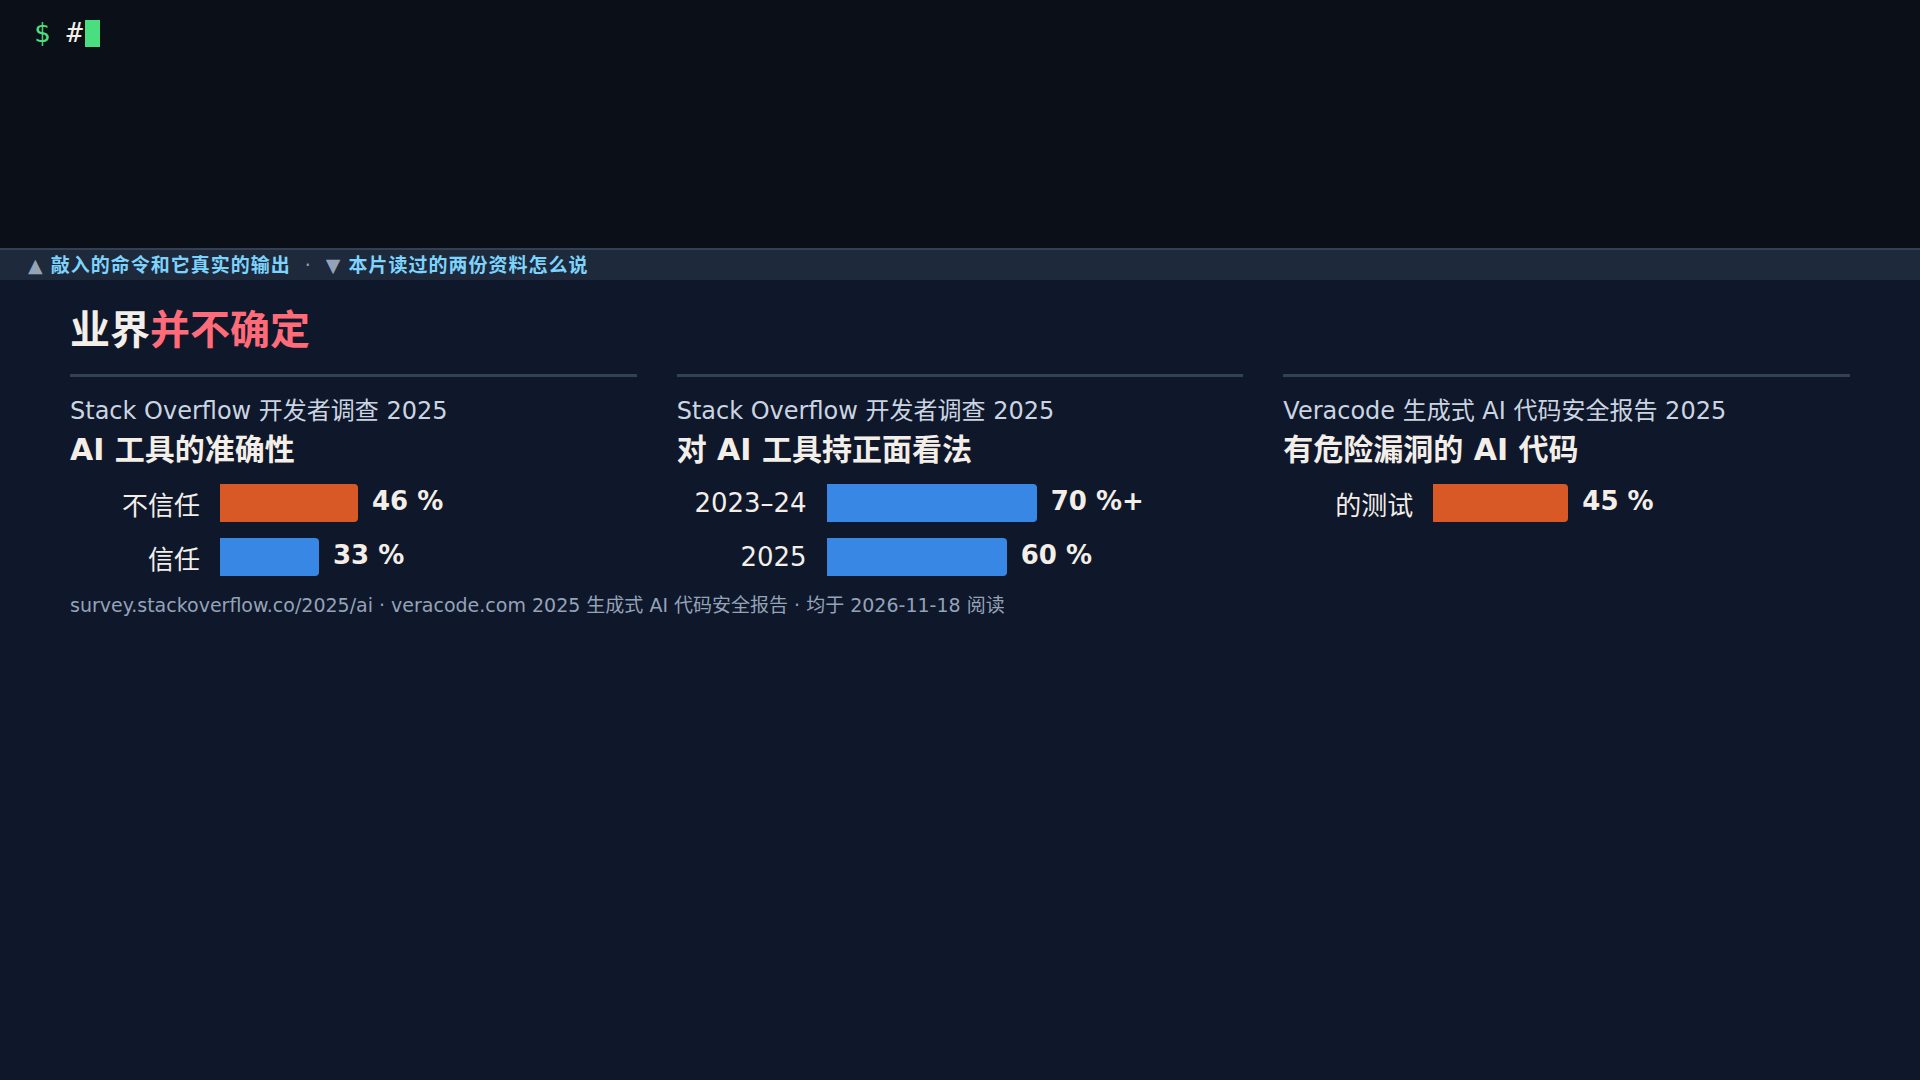 $ #
▲ 敲入的命令和它真实的输出 · ▼ 本片读过的两份资料怎么说
业界并不确定
Stack Overflow 开发者调查 2025
AI 工具的准确性
不信任 46 %
信任 33 %
Stack Overflow 开发者调查 2025
对 AI 工具持正面看法
2023–24 70 %+
2025 60 %
Veracode 生成式 AI 代码安全报告 2025
有危险漏洞的 AI 代码
的测试 45 %
survey.stackoverflow.co/2025/ai · veracode.com 2025 生成式 AI 代码安全报告 · 均于 2026-11-18 阅读